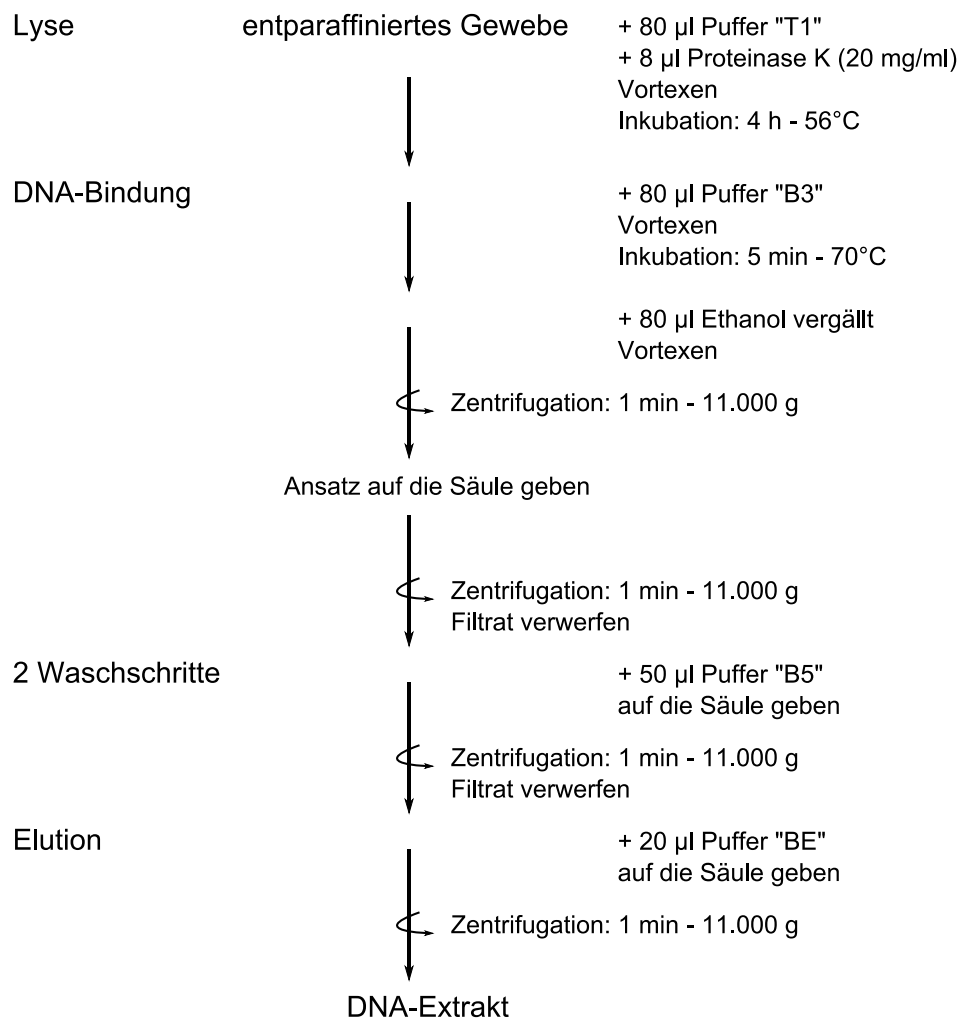 Lyse entparaffiniertes Gewebe + 80 µl Puffer "T1"
+ 8 µl Proteinase K (20 mg/ml)
Vortexen
Inkubation: 4 h - 56°C
DNA-Bindung + 80 µl Puffer "B3"
Vortexen
Inkubation: 5 min - 70°C
+ 80 µl Ethanol vergällt
Vortexen
Zentrifugation: 1 min - 11.000 g
Ansatz auf die Säule geben
Zentrifugation: 1 min - 11.000 g
Filtrat verwerfen
2 Waschschritte + 50 µl Puffer "B5"
auf die Säule geben
Zentrifugation: 1 min - 11.000 g
Filtrat verwerfen
Elution + 20 µl Puffer "BE"
auf die Säule geben
Zentrifugation: 1 min - 11.000 g
DNA-Extrakt